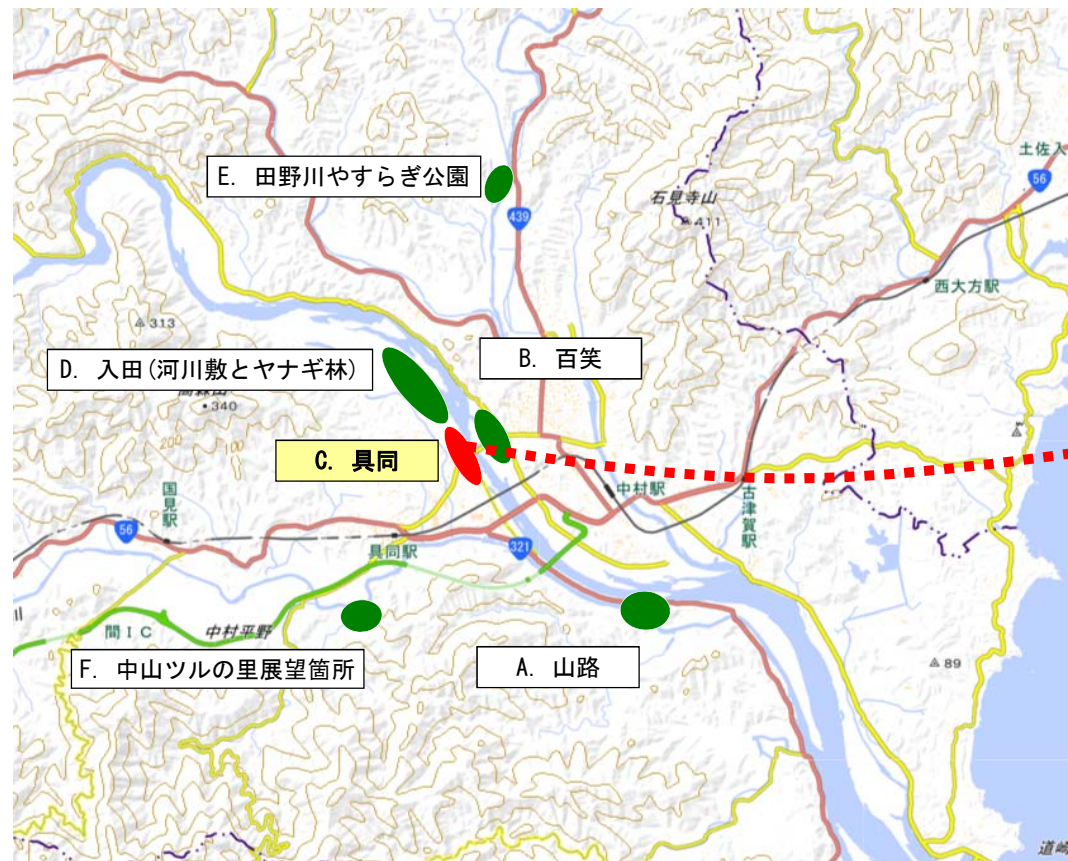 土佐入
56
E. 田野川やすらぎ公園
石見寺山
439
411
西大方駅
313
B. 百笑
D. 入田(河川敷とヤナギ林)
340
C. 具同
中村駅
古津賀駅
国見駅
56
具同駅
321
間IC
中村平野
F. 中山ツルの里展望箇所
A. 山路
89
道崎